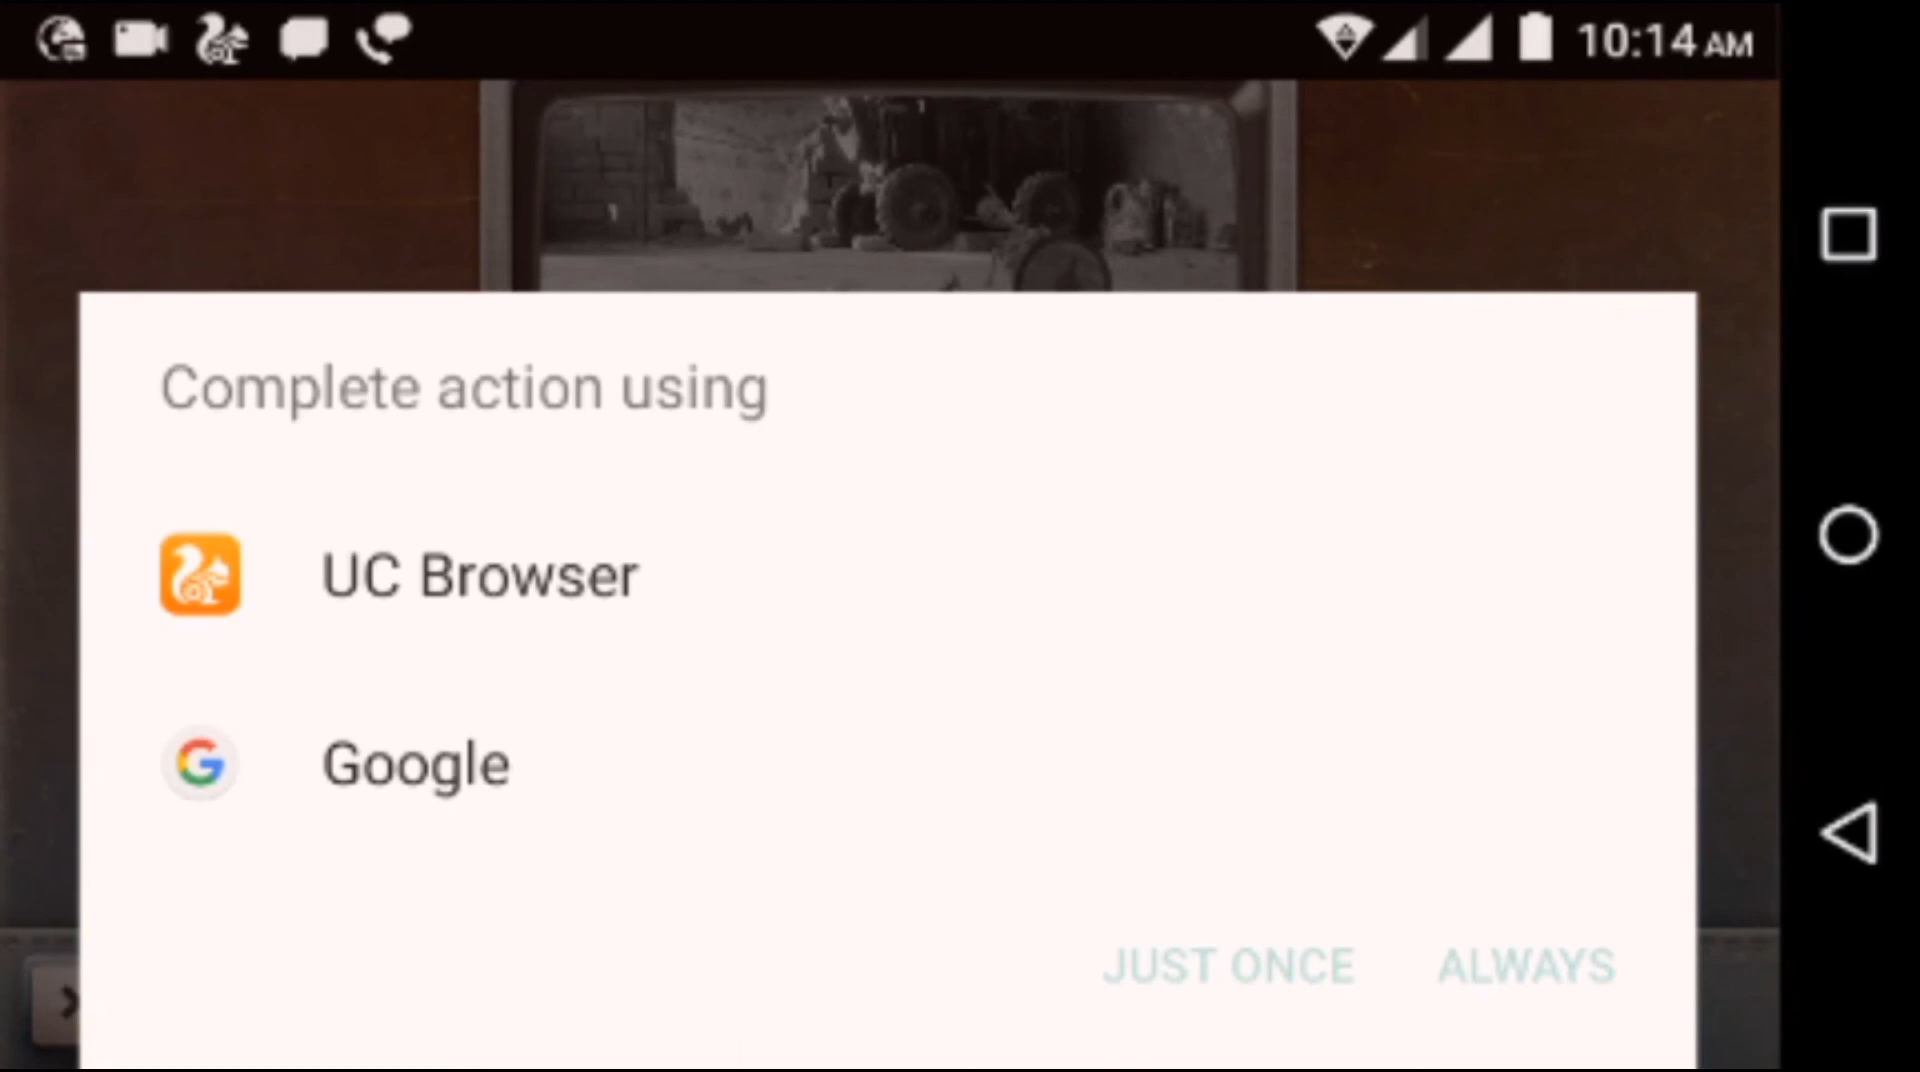 10:14 AM
Complete action using
UC Browser
Google
JUST ONCE ALWAYS